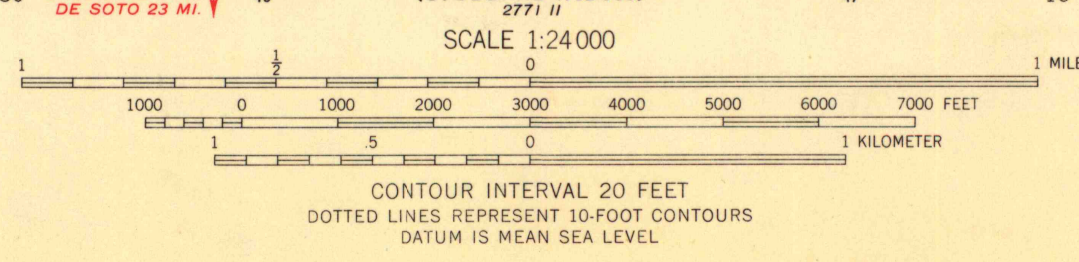 DE SOTO 23 MI.
2771 II
SCALE 1:24 000
1 1/2 0 1 MILE
1000 0 1000 2000 3000 4000 5000 6000 7000 FEET
1 .5 0 1 KILOMETER
CONTOUR INTERVAL 20 FEET
DOTTED LINES REPRESENT 10-FOOT CONTOURS
DATUM IS MEAN SEA LEVEL